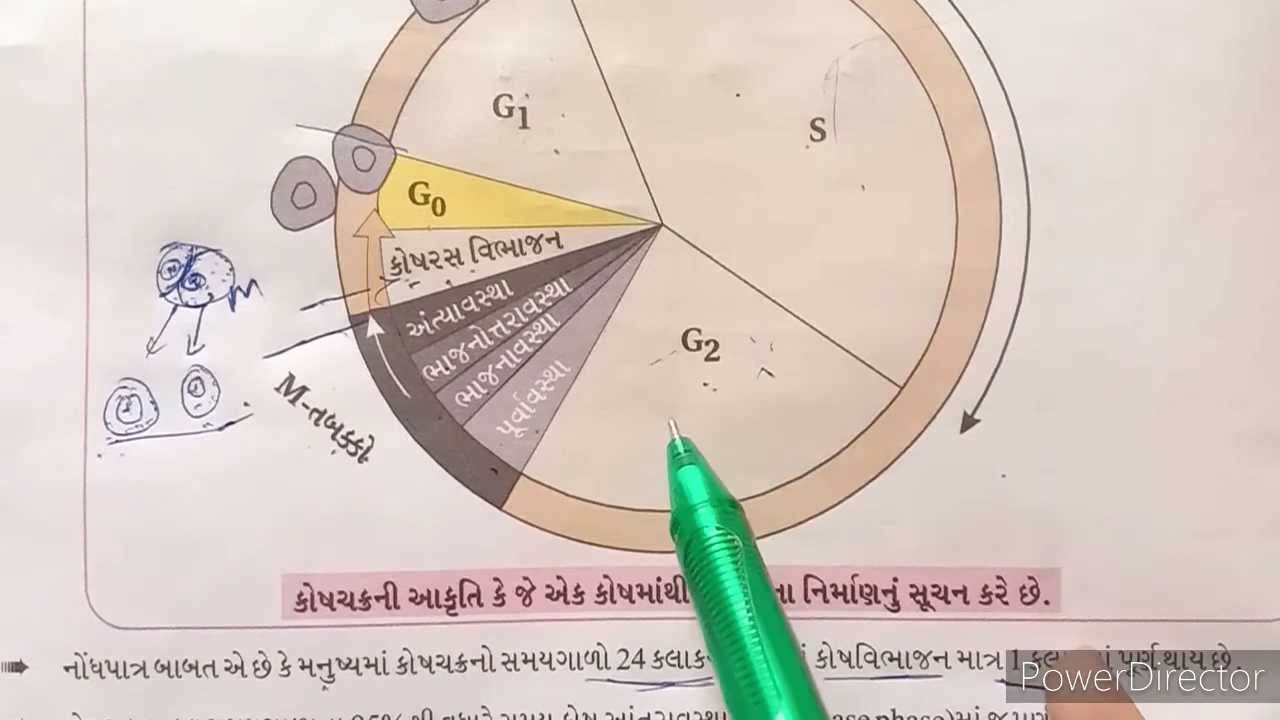 G1
S
G0
કોષરસ વિભાજન
અંત્યાવસ્થા
ભાજનોત્તરાવસ્થા
ભાજનાવસ્થા
પૂર્વાવસ્થા
G2
M
M-તબક્કો
કોષચક્રની આકૃતિ કે જે એક કોષમાંથી નિર્માણનું સૂચન કરે છે.
નોંધપાત્ર બાબત એ છે કે મનુષ્યમાં કોષચક્રનો સમયગાળો 24 કોષવિભાજન માત્ર 1 થાય છે.
PowerDirector